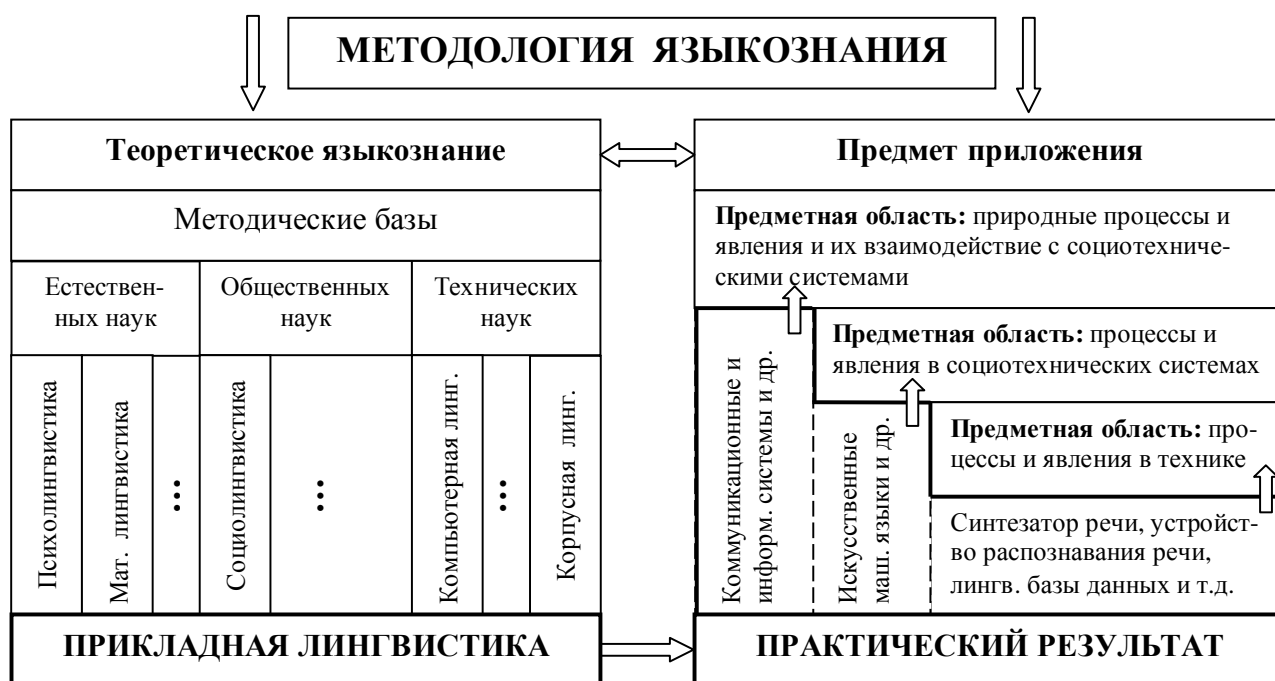 МЕТОДОЛОГИЯ ЯЗЫКОЗНАНИЯ
Теоретическое языкознание
Методические базы
Естествен-
ных наук
Общественных
наук
Технических
наук
Психолингвистика
Мат. лингвистика
...
Социолингвистика
...
Компьютерная линг.
...
Корпусная линг.
ПРИКЛАДНАЯ ЛИНГВИСТИКА
Предмет приложения
Предметная область: природные процессы и
явления и их взаимодействие с социотехниче-
скими системами
Предметная область: процессы и
явления в социотехнических системах
Предметная область: про-
цессы и явления в технике
Коммуникационные и
информ. системы и др.
Искусственные
маш. языки и др.
Синтезатор речи, устройст-
во распознавания речи,
лингв. базы данных и т.д.
ПРАКТИЧЕСКИЙ РЕЗУЛЬТАТ